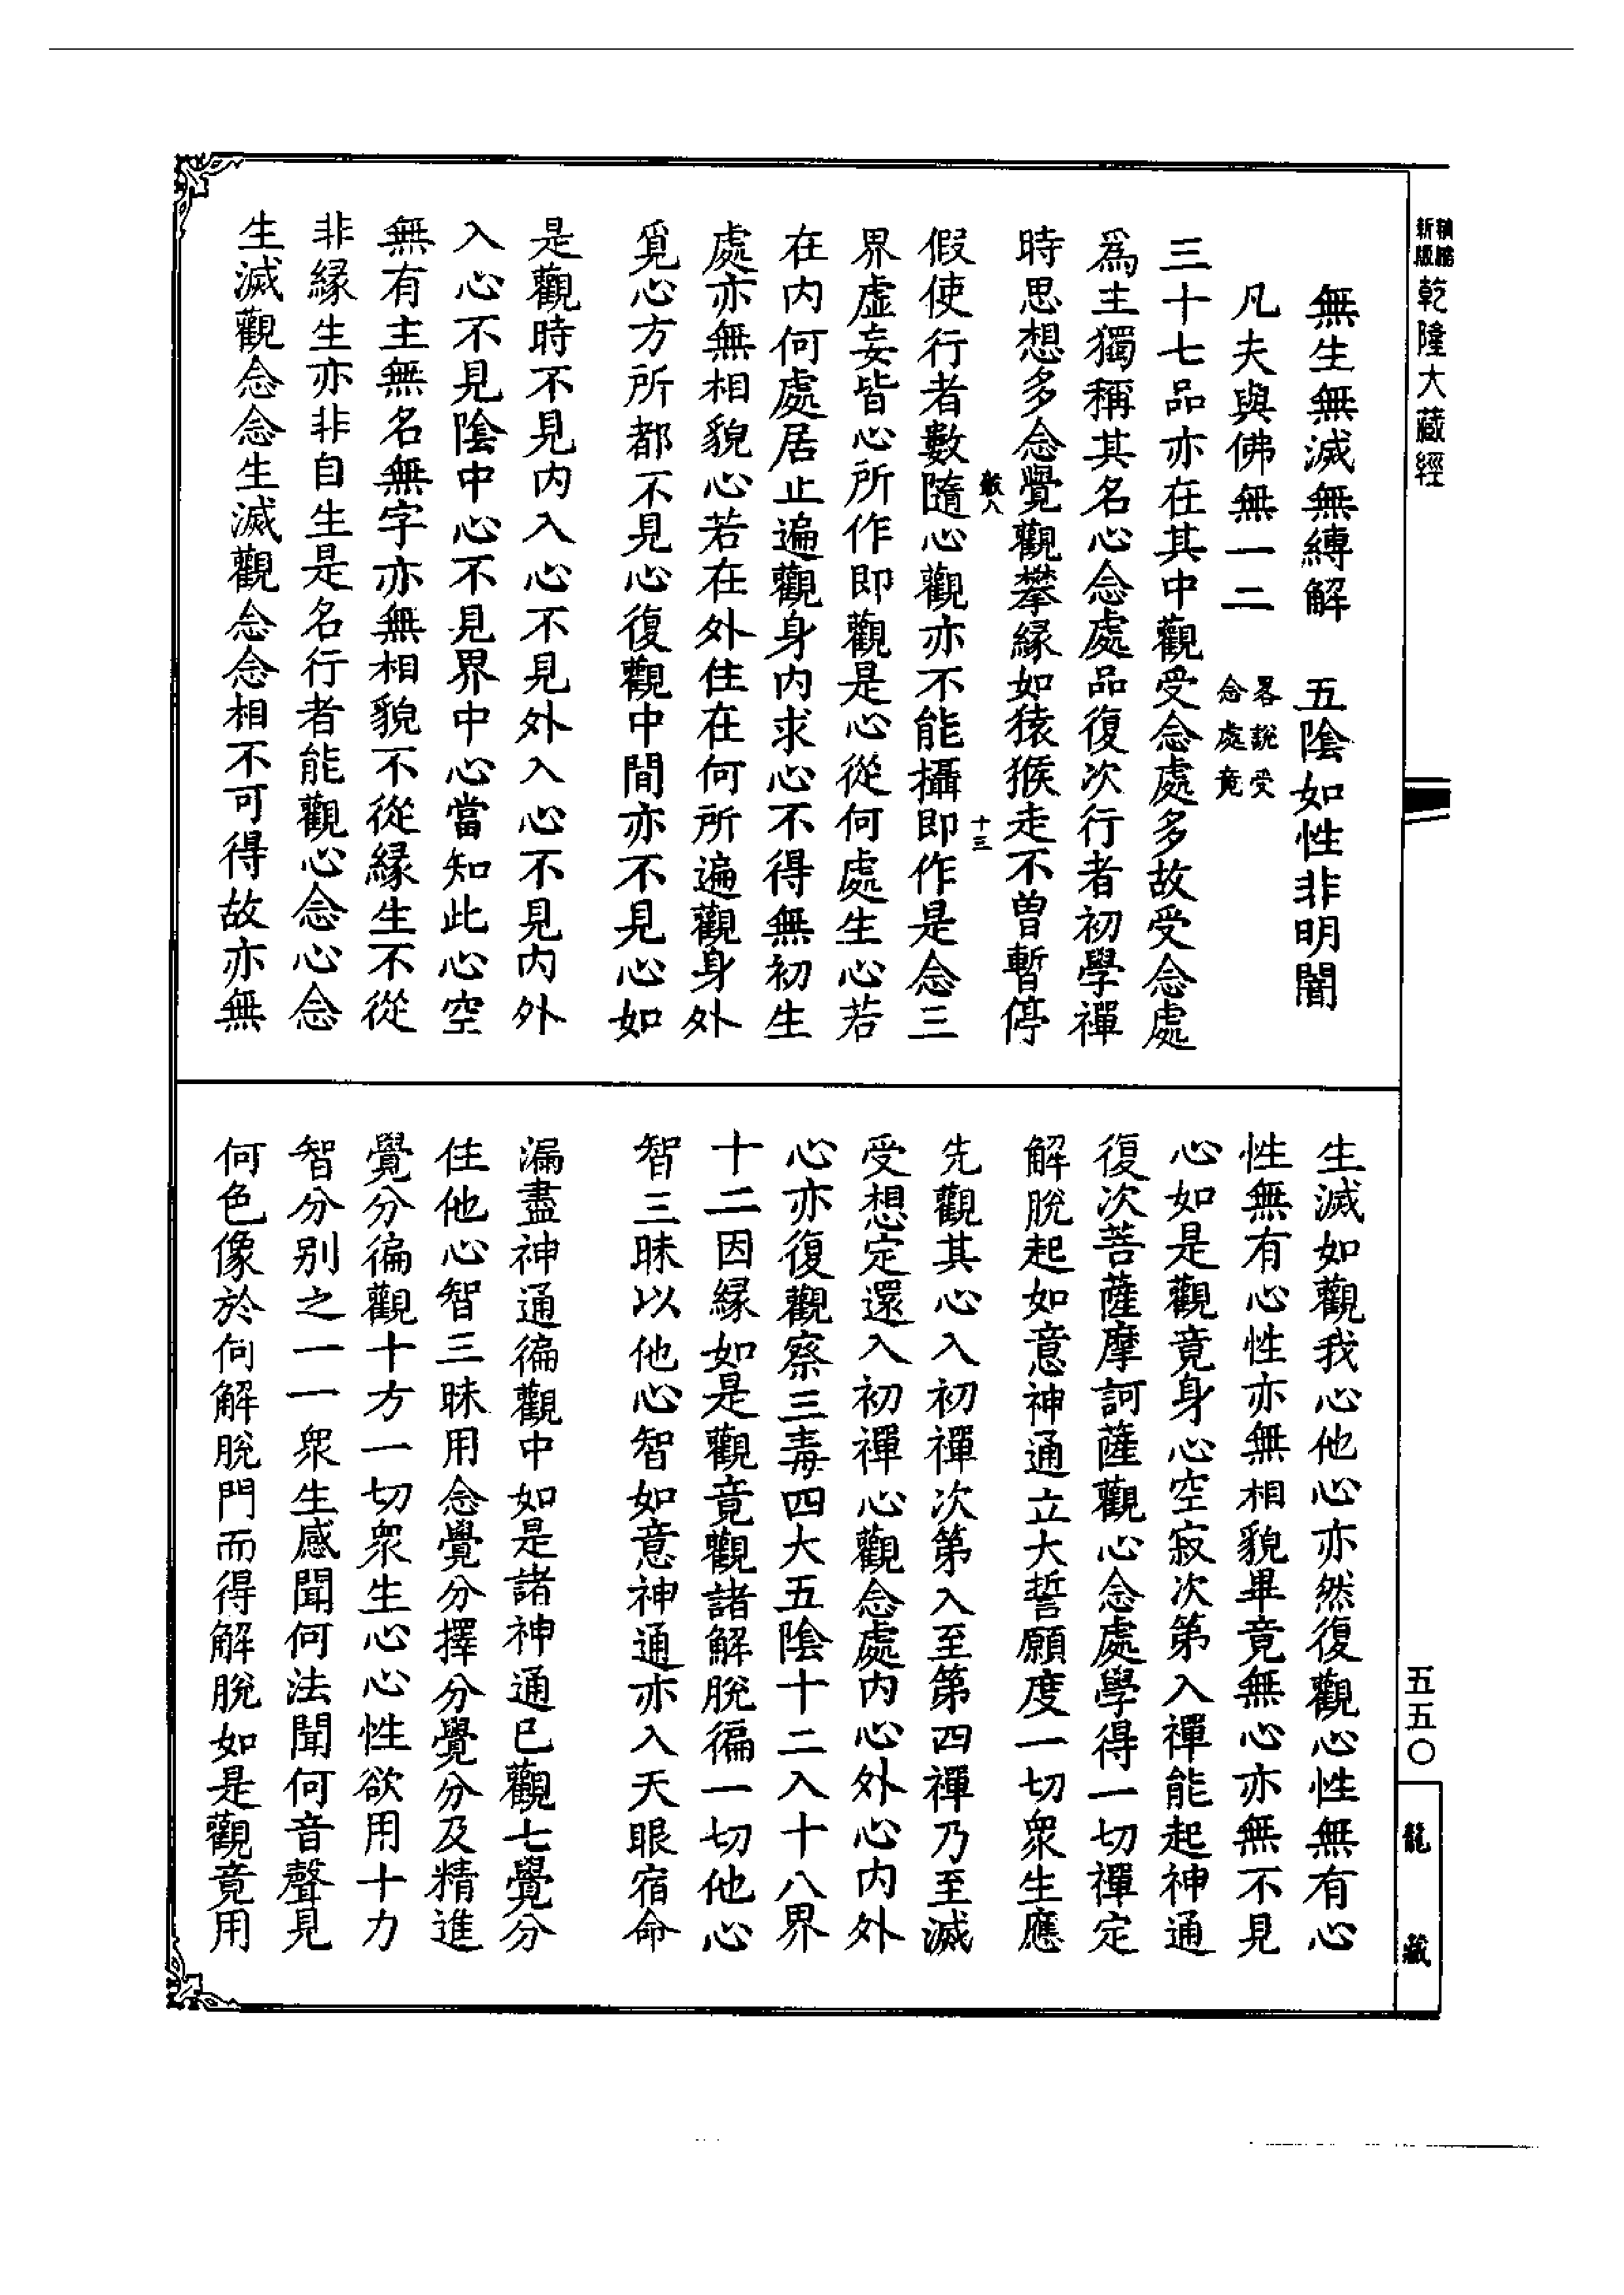 新版
乾隆大藏經
無生無滅無縛解　五陰如性非明闇
凡夫與佛無一二　畧說受念處竟
三十七品亦在其中觀受念處多故受念處
爲主獨稱其名心念處品復次行者初學禪
時思想多念覺觀攀緣如猿猴走不曾暫停
十三
假使行者數隨心觀亦不能攝即作是念三
界虛妄皆心所作即觀是心從何處生心若
在内何處居止遍觀身内求心不得無初生
處亦無相貌心若在外住在何所遍觀身外
覓心方所都不見心復觀中間亦不見心如
是觀時不見内入心不見外入心不見内外
入心不見陰中心不見界中心當知此心空
無有主無名無字亦無相貌不從緣生不從
非緣生亦非自生是名行者能觀心念心念
生滅觀念念生滅觀念念相不可得故亦無
生滅如觀我心他心亦然復觀心性無有心
性無有心性亦無相貌畢竟無心亦無不見
心如是觀竟身心空寂次第入禪能起神通
復次菩薩摩訶薩觀心念處學得一切禪定
解脫起如意神通立大誓願度一切衆生應
先觀其心入初禪次第入至第四禪乃至滅
受想定還入初禪心觀念處内心外心内外
心亦復觀察三毒四大五陰十二入十八界
十二因緣如是觀竟觀諸解脫徧一切他心
智三昧以他心智如意神通亦入天眼宿命
漏盡神通徧觀中如是諸神通已觀七覺分
住他心智三昧用念覺分擇分覺分及精進
覺分徧觀十方一切衆生心心性欲用十力
智分别之一一衆生感聞何法聞何音聲見
何色像於何解脫門而得解脫如是觀竟用
五五〇
龍藏